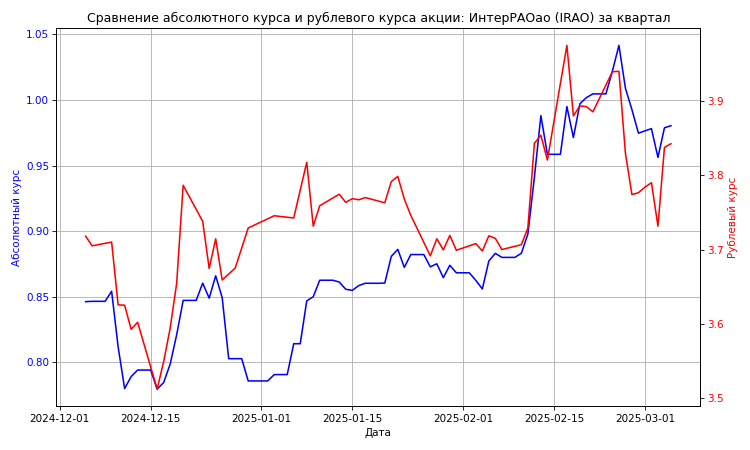 Сравнение абсолютного курса и рублевого курса акции: ИнтерРАОао (IRAO) за квартал
1.05
1.00
0.95
0.90
0.85
0.80
Абсолютный курс
3.9
3.8
3.7
3.6
3.5
Рублевый курс
2024-12-01 2024-12-15 2025-01-01 2025-01-15 2025-02-01 2025-02-15 2025-03-01
Дата